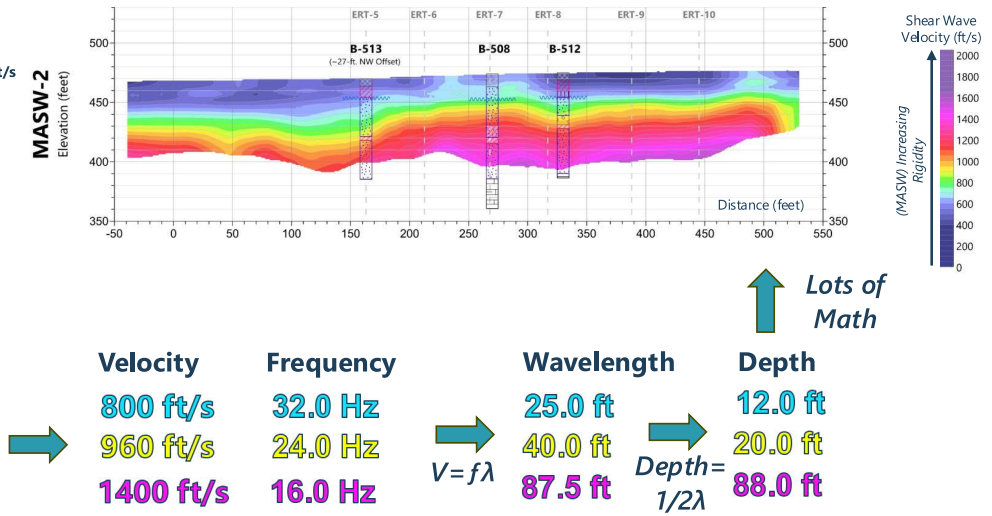 ERT-5 ERT-6 ERT-7 ERT-8 ERT-9 ERT-10
Shear Wave
Velocity (ft/s)
t/s
MASW-2
Elevation (feet)
500
450
400
350
B-513
(~27-ft. NW Offset)
B-508
B-512
500
450
400
350
Distance (feet)
-50 0 50 100 150 200 250 300 350 400 450 500 550
(MASW) Increasing
Rigidity
2000
1800
1600
1400
1200
1000
800
600
400
200
0
Lots of
Math
Velocity Frequency Wavelength Depth
800 ft/s 32.0 Hz 25.0 ft 12.0 ft
960 ft/s 24.0 Hz 40.0 ft 20.0 ft
1400 ft/s 16.0 Hz 87.5 ft 88.0 ft
V=fλ
Depth=
1/2λ